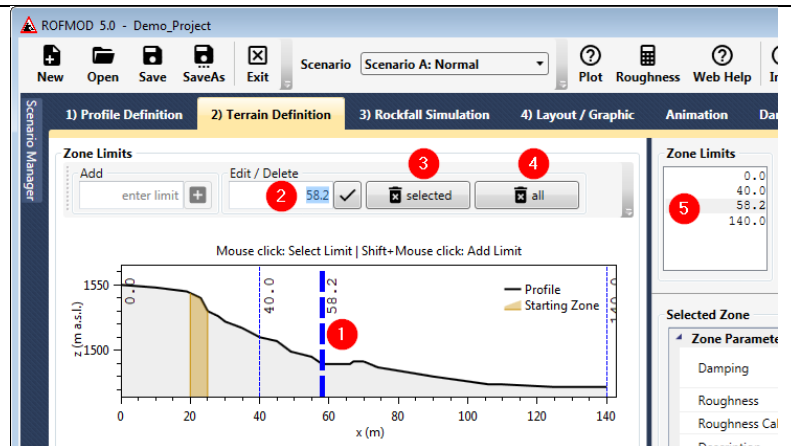 ROFMOD 5.0 - Demo_Project
New Open Save SaveAs Exit Scenario Scenario A: Normal Plot Roughness Web Help
Scenario Manager
1) Profile Definition 2) Terrain Definition 3) Rockfall Simulation 4) Layout / Graphic Animation
Zone Limits
Add Edit / Delete
enter limit 2 58.2 3 selected 4 all
Mouse click: Select Limit | Shift+Mouse click: Add Limit
1550
1500
z (m a.s.l.)
0.0
40.0
58.2
140.0
Profile
Starting Zone
1
0 20 40 60 80 100 120 140
x (m)
Zone Limits
0.0
40.0
5 58.2
140.0
Selected Zone
Damping
Roughness